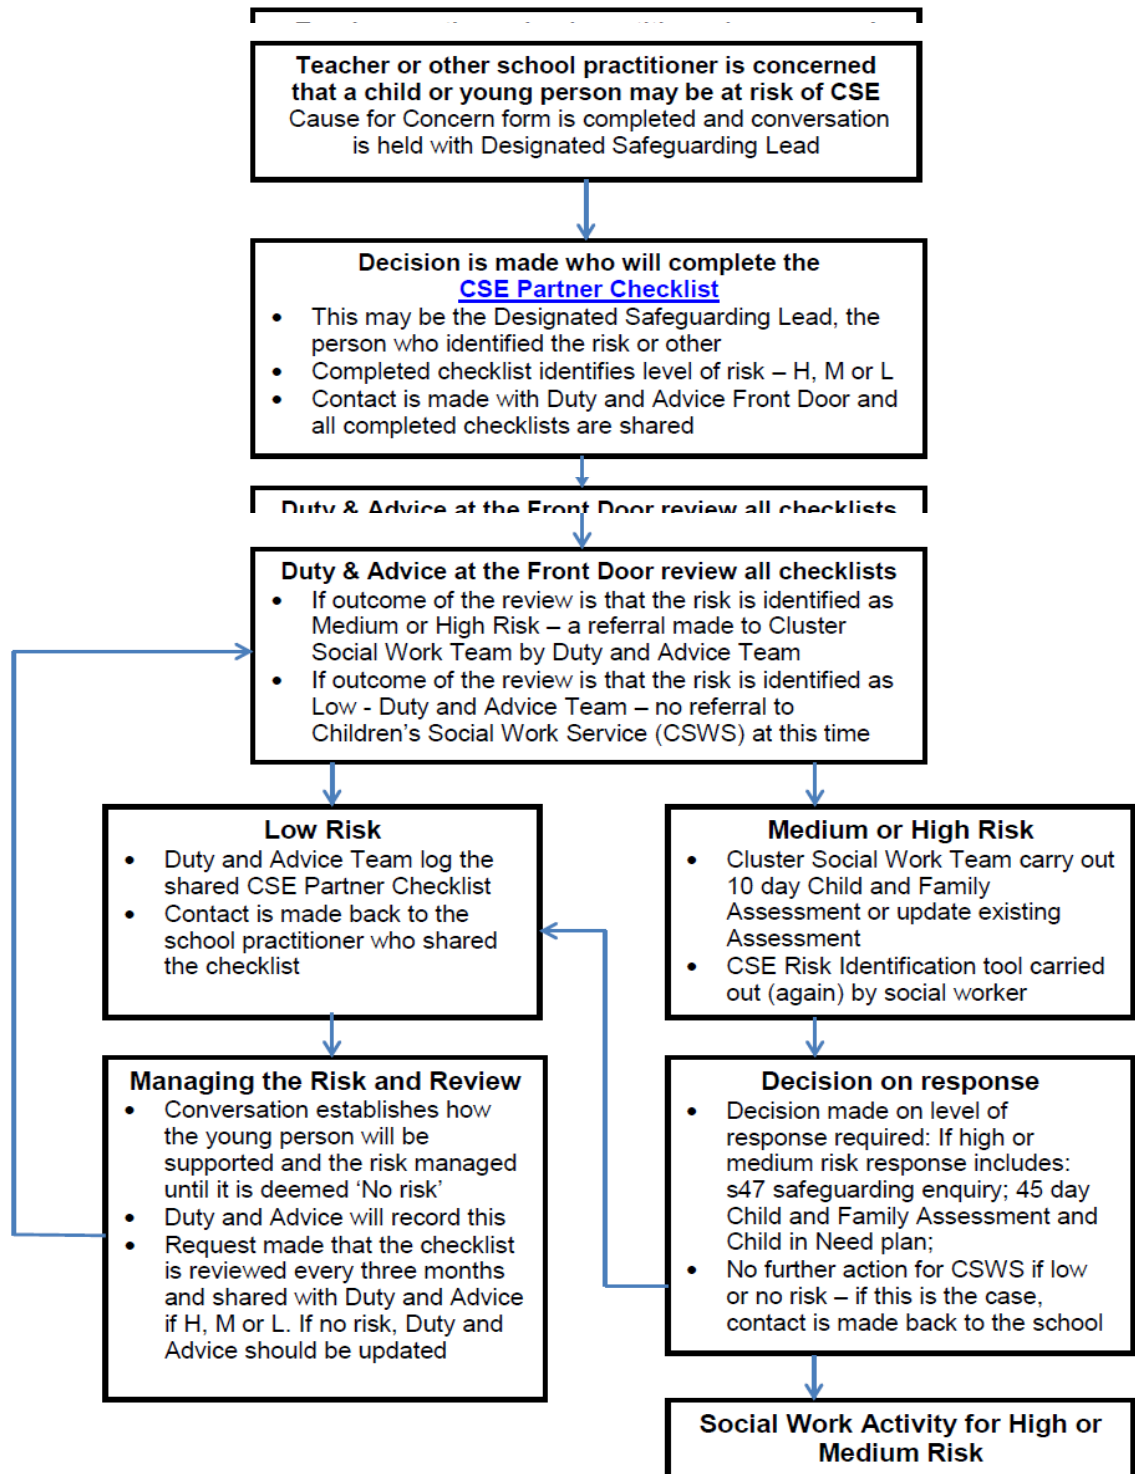 Teacher or other school practitioner is concerned
that a child or young person may be at risk of CSE
Cause for Concern form is completed and conversation
is held with Designated Safeguarding Lead
Decision is made who will complete the
CSE Partner Checklist
• This may be the Designated Safeguarding Lead, the
person who identified the risk or other
• Completed checklist identifies level of risk – H, M or L
• Contact is made with Duty and Advice Front Door and
all completed checklists are shared
Duty & Advice at the Front Door review all checklists
Duty & Advice at the Front Door review all checklists
• If outcome of the review is that the risk is identified as
Medium or High Risk – a referral made to Cluster
Social Work Team by Duty and Advice Team
• If outcome of the review is that the risk is identified as
Low - Duty and Advice Team – no referral to
Children's Social Work Service (CSWS) at this time
Low Risk
• Duty and Advice Team log the
shared CSE Partner Checklist
• Contact is made back to the
school practitioner who shared
the checklist
Medium or High Risk
• Cluster Social Work Team carry out
10 day Child and Family
Assessment or update existing
Assessment
• CSE Risk Identification tool carried
out (again) by social worker
Managing the Risk and Review
• Conversation establishes how
the young person will be
supported and the risk managed
until it is deemed 'No risk'
• Duty and Advice will record this
• Request made that the checklist
is reviewed every three months
and shared with Duty and Advice
if H, M or L. If no risk, Duty and
Advice should be updated
Decision on response
• Decision made on level of
response required: If high or
medium risk response includes:
s47 safeguarding enquiry; 45 day
Child and Family Assessment and
Child in Need plan;
• No further action for CSWS if low
or no risk – if this is the case,
contact is made back to the school
Social Work Activity for High or
Medium Risk